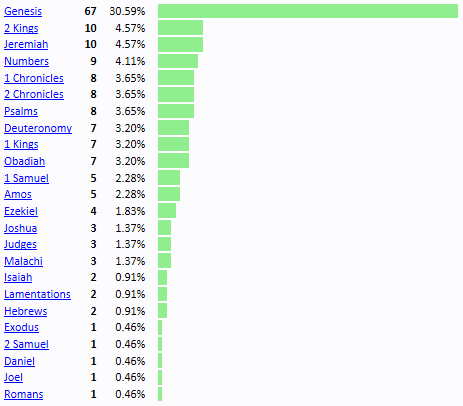 Genesis 67 30.59%
2 Kings 10 4.57%
Jeremiah 10 4.57%
Numbers 9 4.11%
1 Chronicles 8 3.65%
2 Chronicles 8 3.65%
Psalms 8 3.65%
Deuteronomy 7 3.20%
1 Kings 7 3.20%
Obadiah 7 3.20%
1 Samuel 5 2.28%
Amos 5 2.28%
Ezekiel 4 1.83%
Joshua 3 1.37%
Judges 3 1.37%
Malachi 3 1.37%
Isaiah 2 0.91%
Lamentations 2 0.91%
Hebrews 2 0.91%
Exodus 1 0.46%
2 Samuel 1 0.46%
Daniel 1 0.46%
Joel 1 0.46%
Romans 1 0.46%